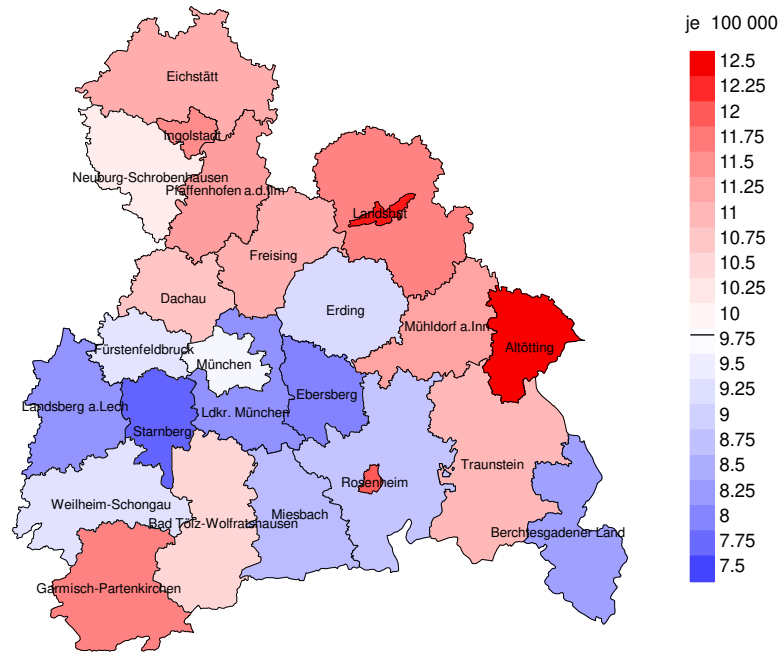 je 100 000
Eichstätt
Ingolstadt
Neuburg-Schrobenhausen
Pfaffenhofen a.d.Ilm
Landshut
Freising
Dachau
Erding
Mühldorf a.Inn
Altötting
Fürstenfeldbruck
München
Landsberg a.Lech
Starnberg
Ldkr. München
Ebersberg
Traunstein
Rosenheim
Weilheim-Schongau
Bad Tölz-Wolfratshausen
Miesbach
Berchtesgadener Land
Garmisch-Partenkirchen
12.5
12.25
12
11.75
11.5
11.25
11
10.75
10.5
10.25
10
9.75
9.5
9.25
9
8.75
8.5
8.25
8
7.75
7.5